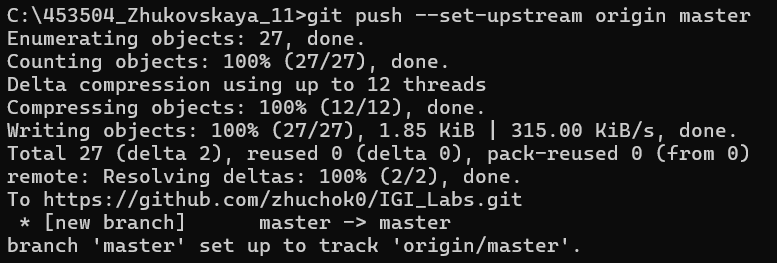 C:\453504_Zhukovskaya_11>git push --set-upstream origin master
Enumerating objects: 27, done.
Counting objects: 100% (27/27), done.
Delta compression using up to 12 threads
Compressing objects: 100% (12/12), done.
Writing objects: 100% (27/27), 1.85 KiB | 315.00 KiB/s, done.
Total 27 (delta 2), reused 0 (delta 0), pack-reused 0 (from 0)
remote: Resolving deltas: 100% (2/2), done.
To https://github.com/zhuchok0/IGI_Labs.git
 * [new branch]      master -> master
branch 'master' set up to track 'origin/master'.